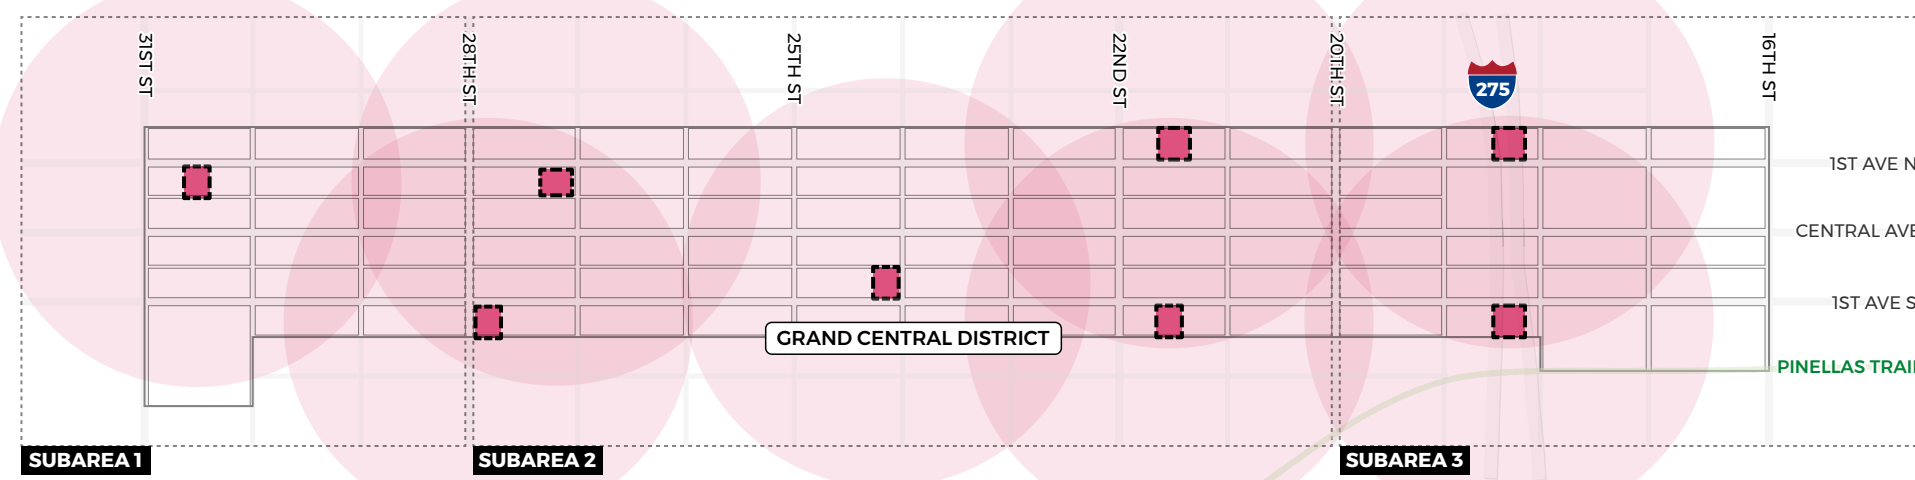 31ST ST
28TH ST
25TH ST
22ND ST
20TH ST
16TH ST
275
1ST AVE N
CENTRAL AVE
1ST AVE S
GRAND CENTRAL DISTRICT
PINELLAS TRAIL
SUBAREA 1
SUBAREA 2
SUBAREA 3